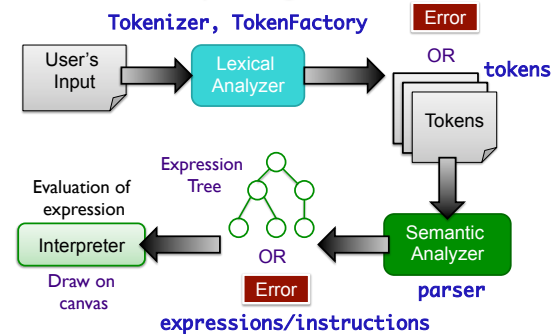 Tokenizer, TokenFactory
Error
User's
Input
Lexical
Analyzer
OR
tokens
Tokens
Expression
Tree
Evaluation of
expression
Interpreter
Draw on
canvas
OR
Error
Semantic
Analyzer
parser
expressions/instructions